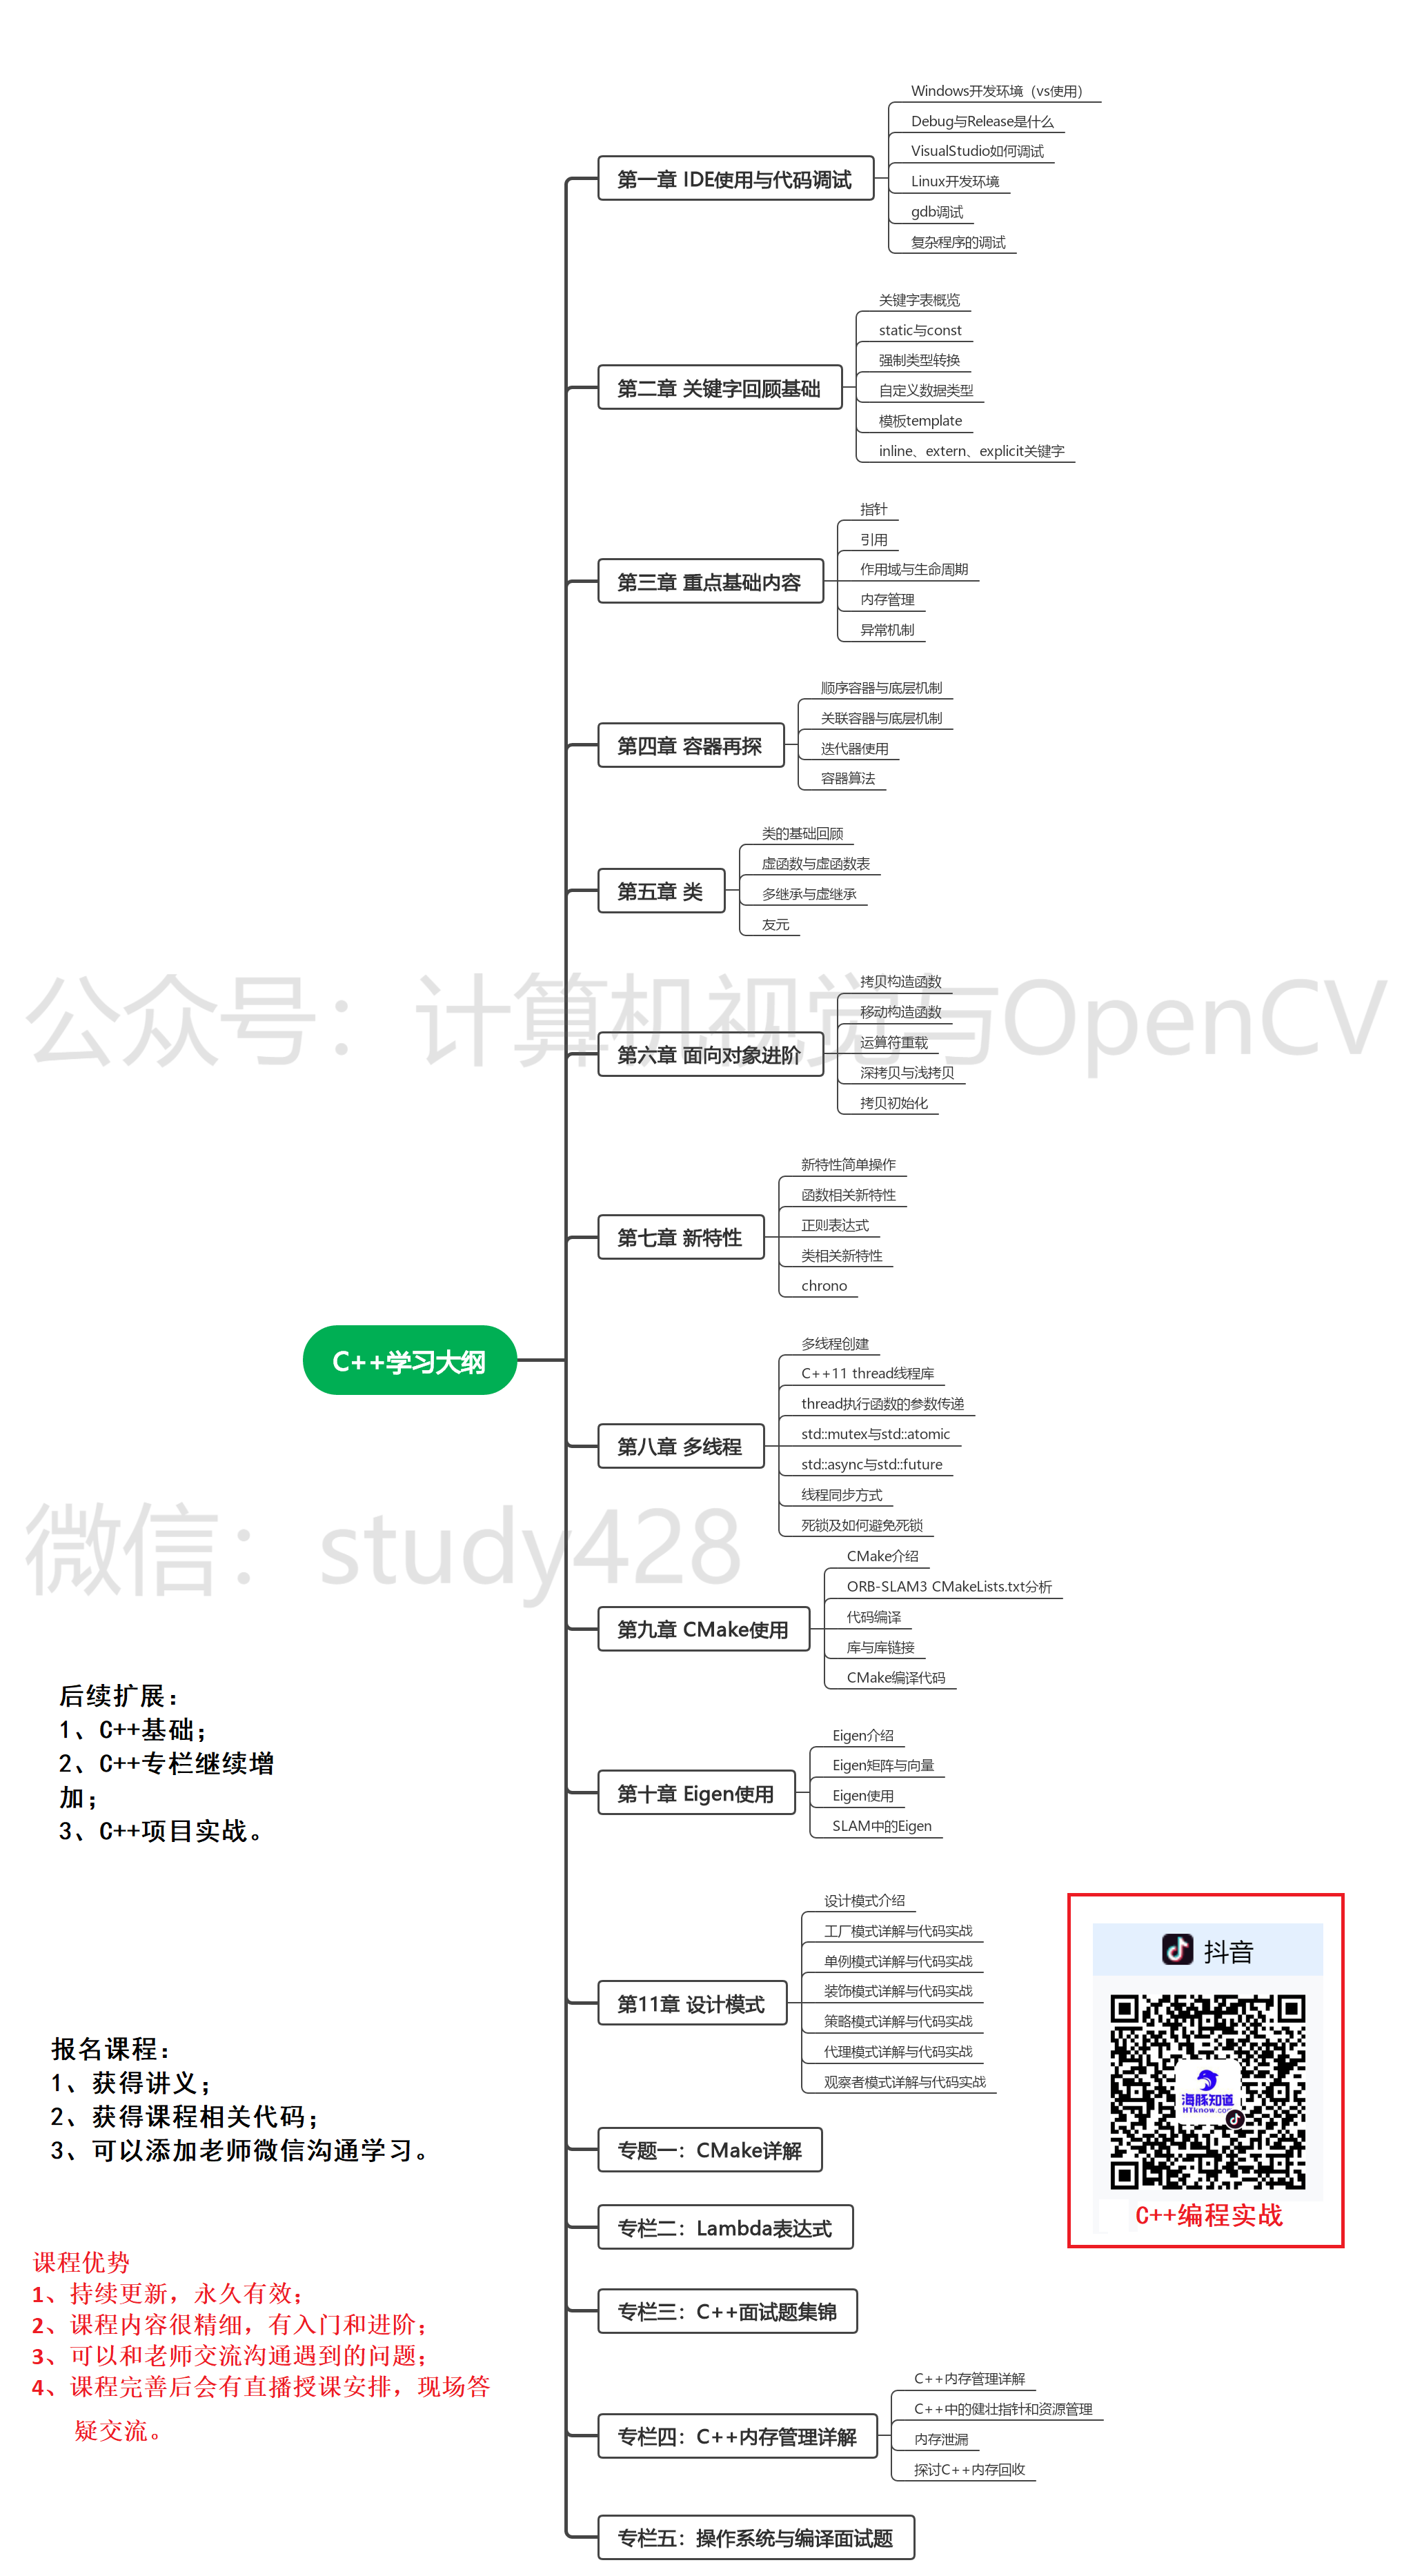 C++学习大纲
第一章 IDE使用与代码调试
Windows开发环境（vs使用）
Debug与Release是什么
VisualStudio如何调试
Linux开发环境
gdb调试
复杂程序的调试
第二章 关键字回顾基础
关键字表概览
static与const
强制类型转换
自定义数据类型
模板template
inline、extern、explicit关键字
第三章 重点基础内容
指针
引用
作用域与生命周期
内存管理
异常机制
第四章 容器再探
顺序容器与底层机制
关联容器与底层机制
迭代器使用
容器算法
第五章 类
类的基础回顾
虚函数与虚函数表
多继承与虚继承
友元
公众号：计算机视觉与OpenCV
第六章 面向对象进阶
拷贝构造函数
移动构造函数
运算符重载
深拷贝与浅拷贝
拷贝初始化
第七章 新特性
新特性简单操作
函数相关新特性
正则表达式
类相关新特性
chrono
第八章 多线程
多线程创建
C++11 thread线程库
thread执行函数的参数传递
std::mutex与std::atomic
std::async与std::future
线程同步方式
死锁及如何避免死锁
微信：study428
第九章 CMake使用
CMake介绍
ORB-SLAM3 CMakeLists.txt分析
代码编译
库与库链接
CMake编译代码
第十章 Eigen使用
Eigen介绍
Eigen矩阵与向量
Eigen使用
SLAM中的Eigen
第11章 设计模式
设计模式介绍
工厂模式详解与代码实战
单例模式详解与代码实战
装饰模式详解与代码实战
策略模式详解与代码实战
代理模式详解与代码实战
观察者模式详解与代码实战
专题一：CMake详解
专栏二：Lambda表达式
专栏三：C++面试题集锦
专栏四：C++内存管理详解
C++内存管理详解
C++中的健壮指针和资源管理
内存泄漏
探讨C++内存回收
专栏五：操作系统与编译面试题
后续扩展：
1、C++基础；
2、C++专栏继续增
加；
3、C++项目实战。
报名课程：
1、获得讲义；
2、获得课程相关代码；
3、可以添加老师微信沟通学习。
课程优势
1、持续更新，永久有效；
2、课程内容很精细，有入门和进阶；
3、可以和老师交流沟通遇到的问题；
4、课程完善后会有直播授课安排，现场答
疑交流。
抖音
海豚知道
HTknow.com
C++编程实战